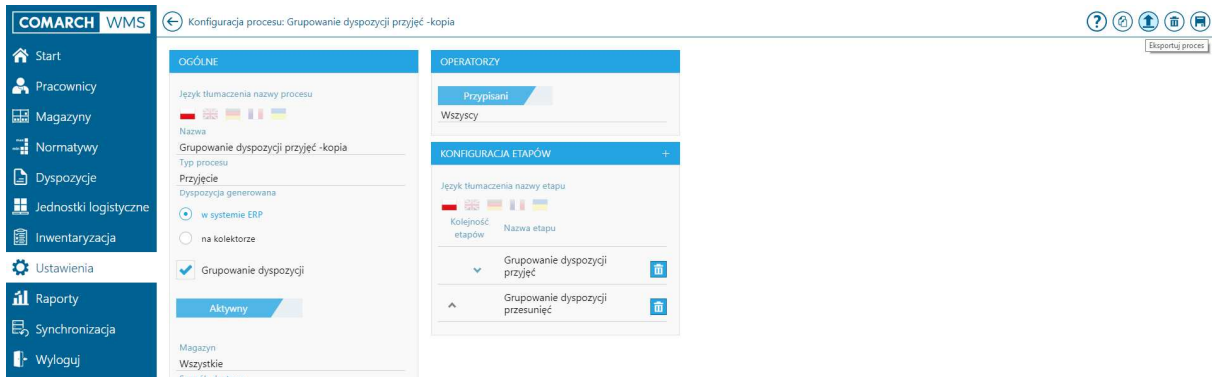 COMARCH WMS
Konfiguracja procesu: Grupowanie dyspozycji przyjęć -kopia
?
Eksportuj proces
Start
Pracownicy
Magazyny
Normatywy
Dyspozycje
Jednostki logistyczne
Inwentaryzacja
Ustawienia
Raporty
Synchronizacja
Wyloguj
OGÓLNE
Język tłumaczenia nazwy procesu
Nazwa
Grupowanie dyspozycji przyjęć -kopia
Typ procesu
Przyjęcie
Dyspozycja generowana
w systemie ERP
na kolektorze
Grupowanie dyspozycji
Aktywny
Magazyn
Wszystkie
OPERATORZY
Przypisani
Wszyscy
KONFIGURACJA ETAPÓW +
Język tłumaczenia nazwy etapu
Kolejność
etapów
Nazwa etapu
Grupowanie dyspozycji
przyjęć
Grupowanie dyspozycji
przesunięć